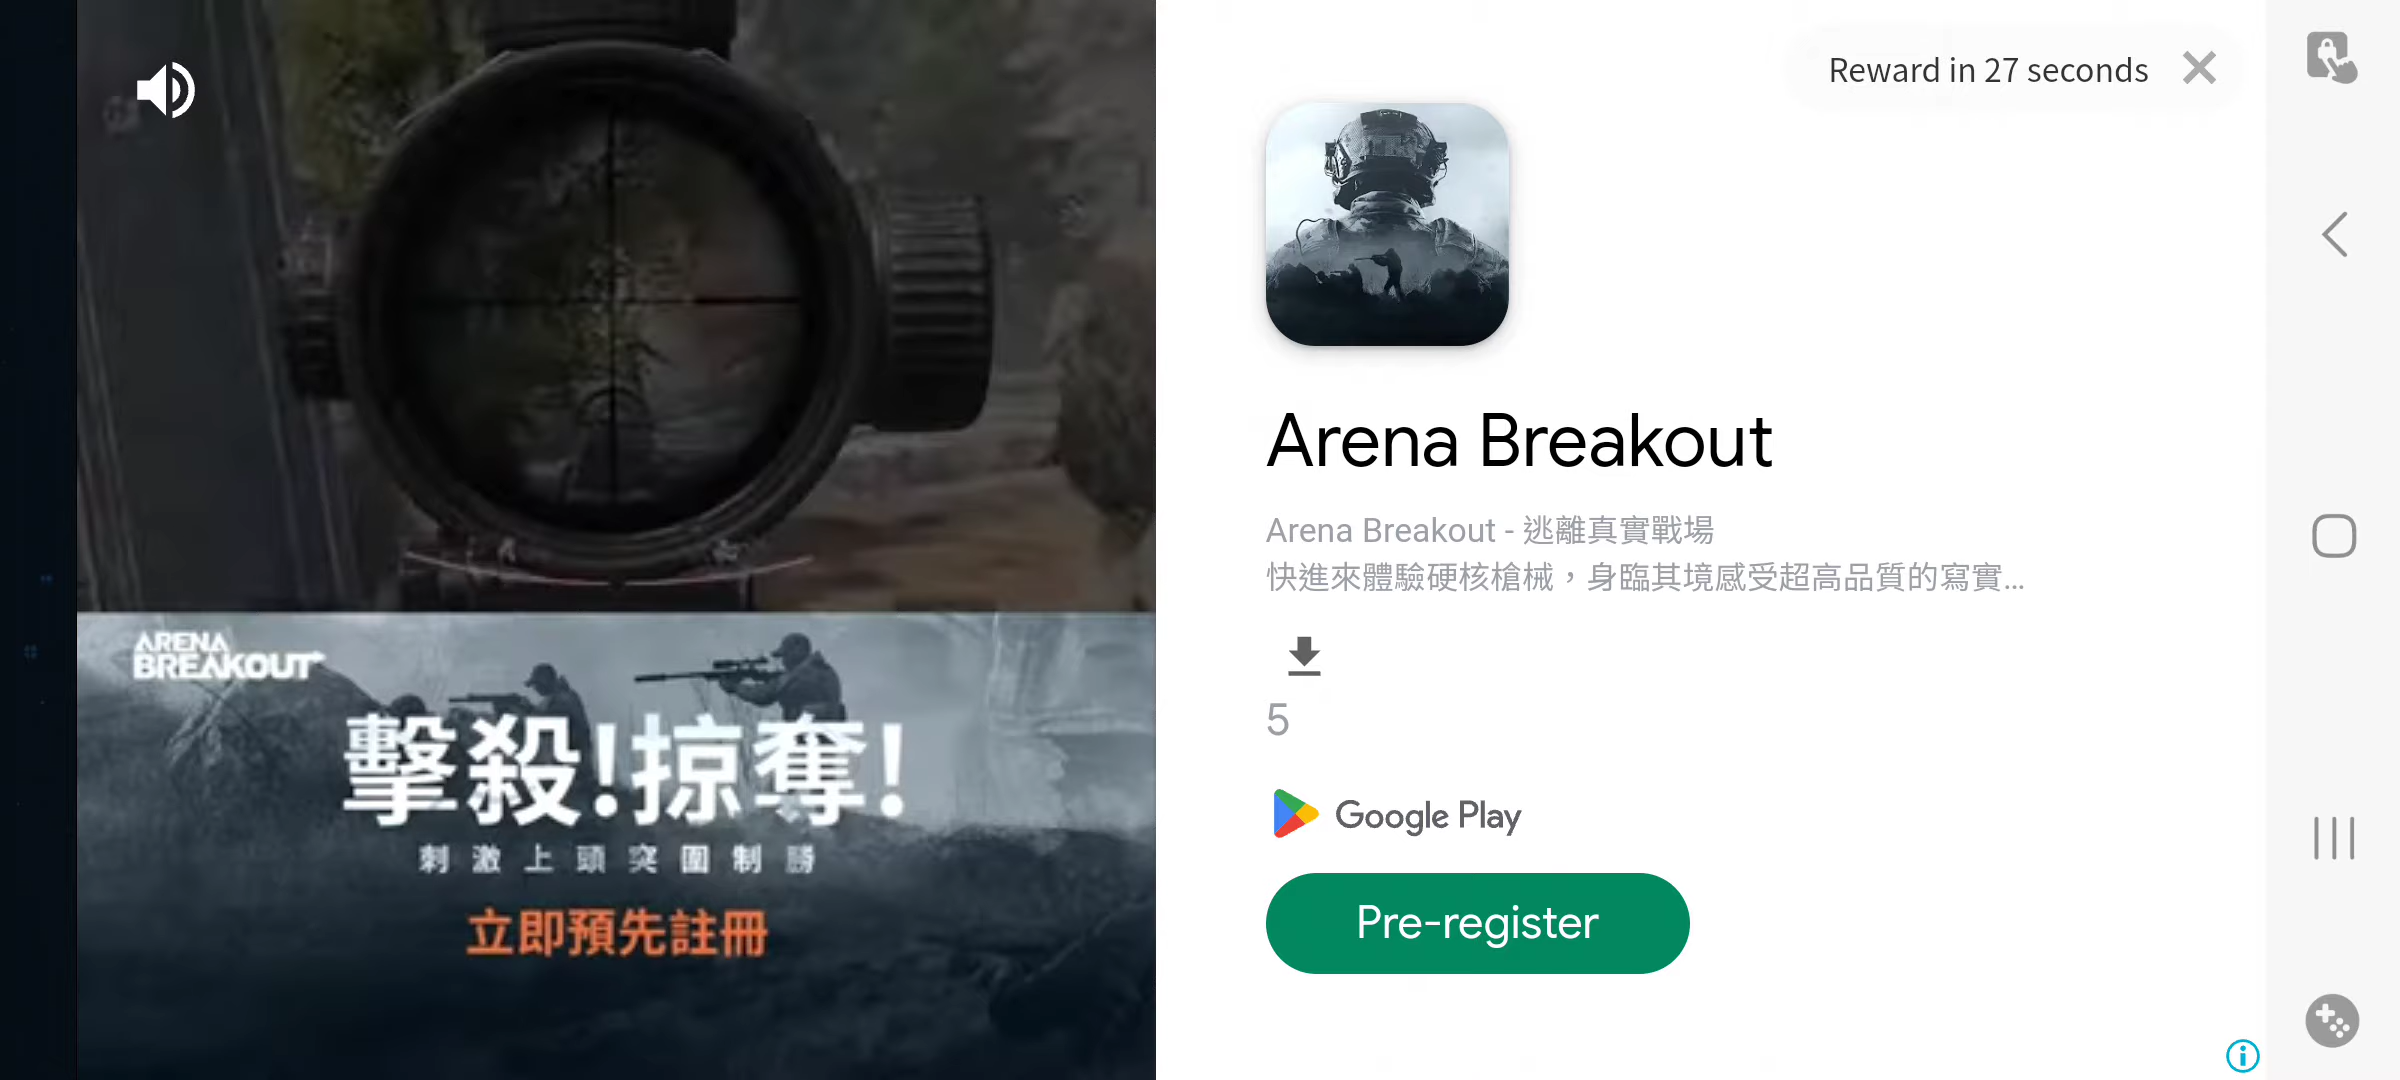 ARENA
BREAKOUT
擊殺!掠奪!
刺激上頭突圍制勝
立即預先註冊
Reward in 27 seconds
Arena Breakout
Arena Breakout - 逃離真實戰場
快進來體驗硬核槍械，身臨其境感受超高品質的寫實...
5
Google Play
Pre-register